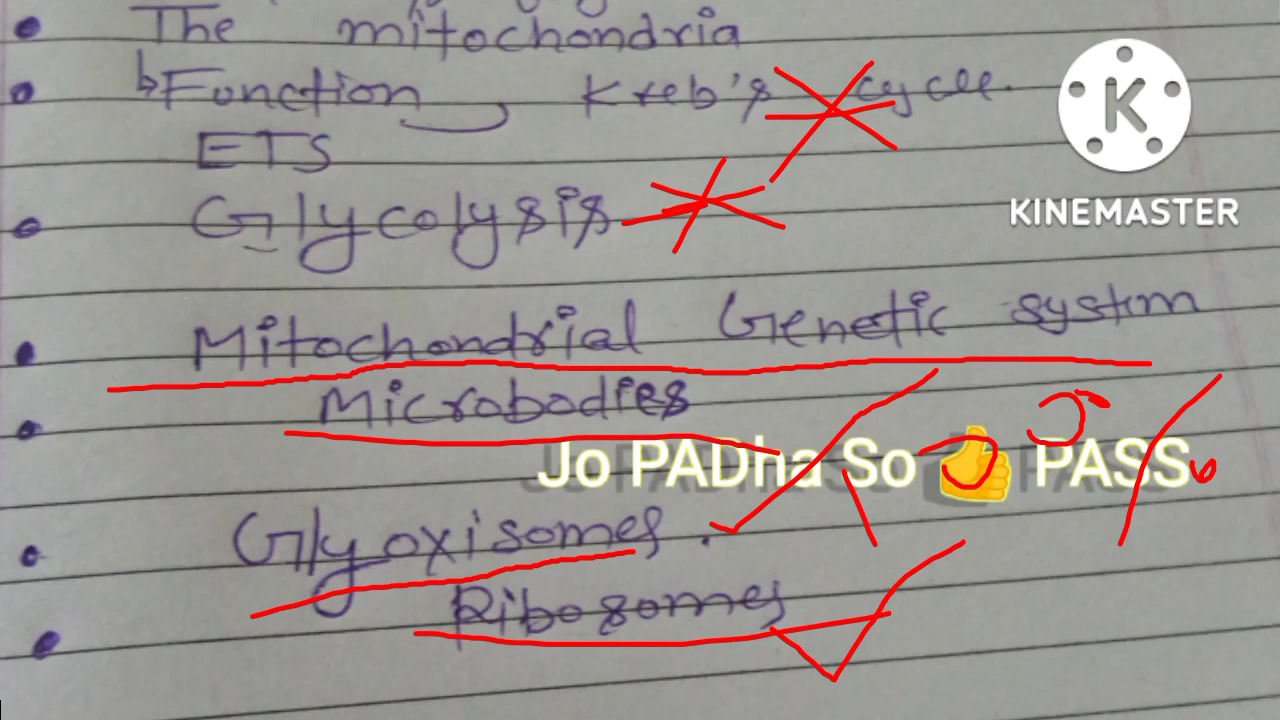 The mitochondria
Function Kreb's cycle.
ETS
Glycolysis
Mitochondrial Genetic system
Microbodies
Glyoxisomes.
Ribosomes
KINEMASTER
Jo PADha So 👍 PASS